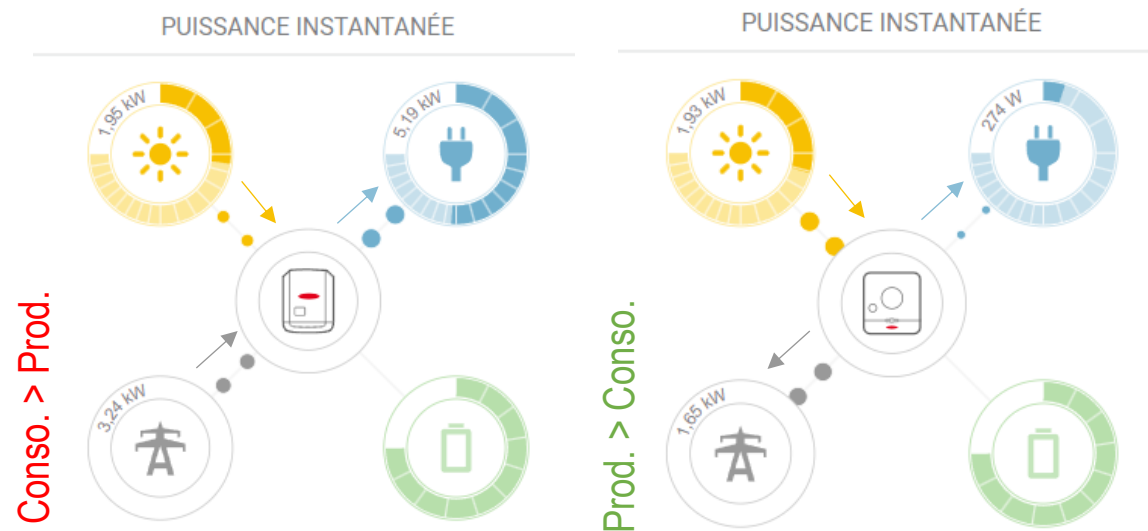 PUISSANCE INSTANTANÉE
1,95 kW
5,19 kW
3,24 kW
Conso. > Prod.
PUISSANCE INSTANTANÉE
1,93 kW
274 W
1,65 kW
Prod. > Conso.